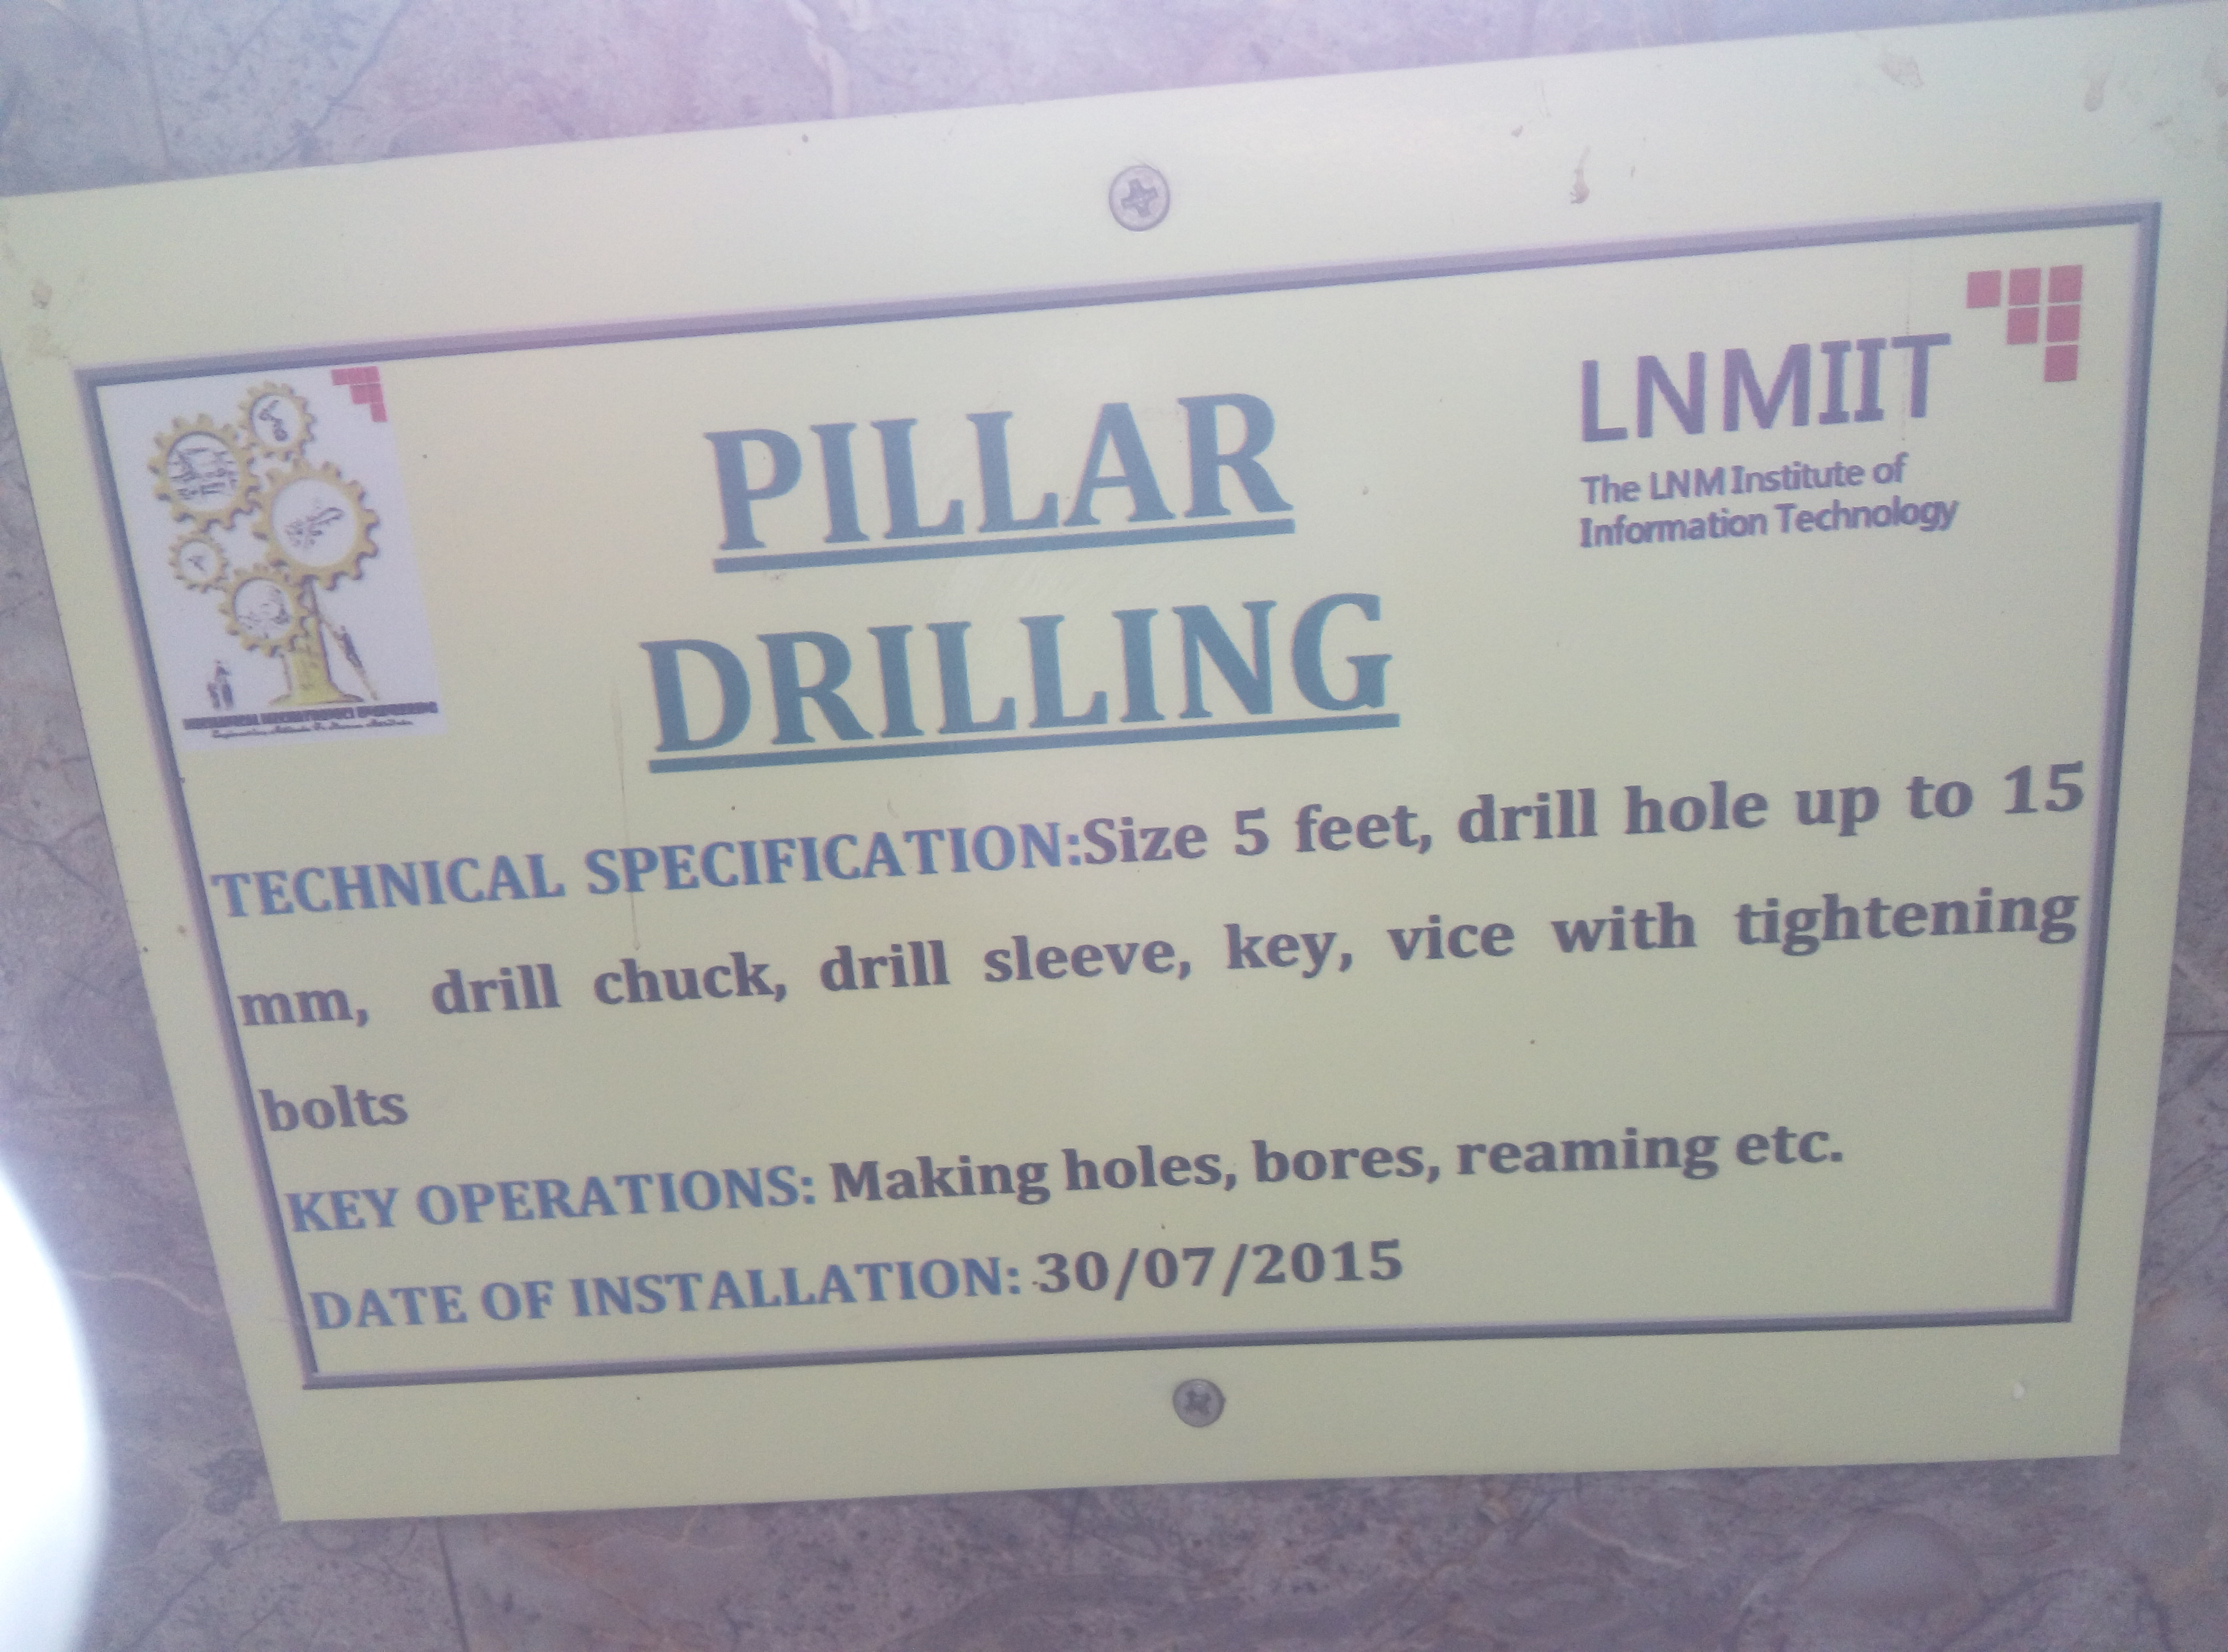 LNMIIT
The LNM Institute of
Information Technology
PILLAR
DRILLING
TECHNICAL SPECIFICATION:Size 5 feet, drill hole up to 15
mm, drill chuck, drill sleeve, key, vice with tightening
bolts
KEY OPERATIONS: Making holes, bores, reaming etc.
DATE OF INSTALLATION: 30/07/2015